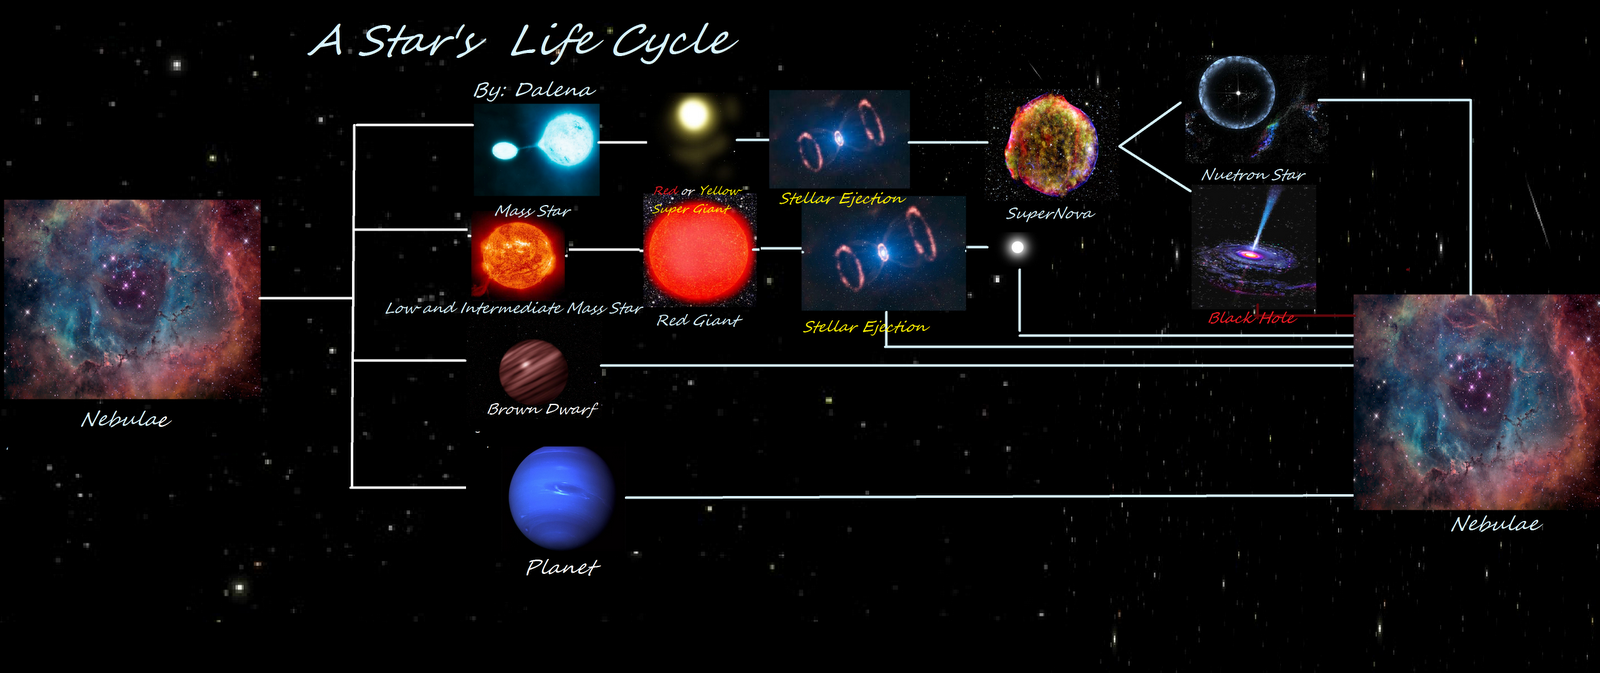 A Star's Life Cycle
By: Dalena
Mass Star
Red or Yellow
Super Giant
Stellar Ejection
SuperNova
Nuetron Star
Black Hole
Low and Intermediate Mass Star
Red Giant
Stellar Ejection
Brown Dwarf
Planet
Nebulae
Nebulae